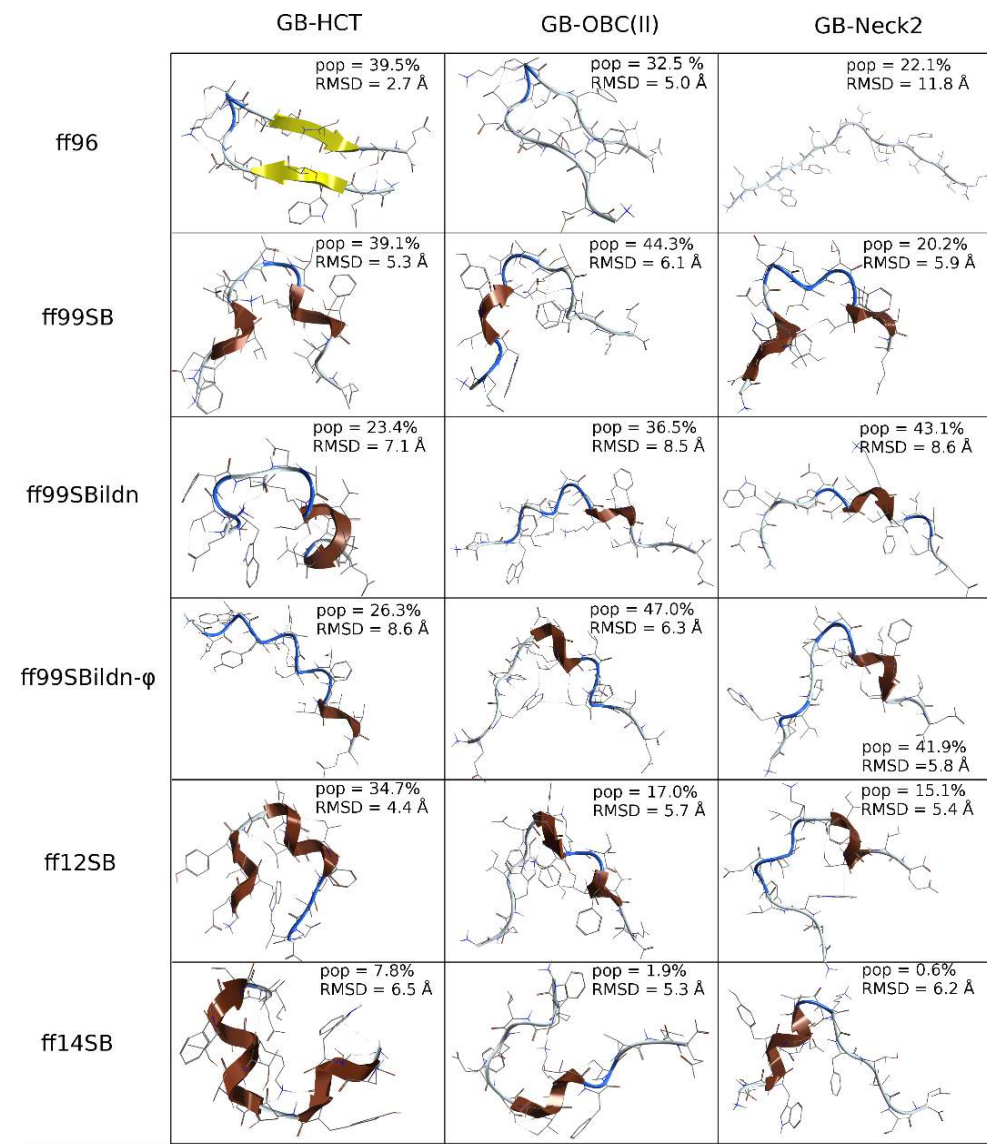 GB-HCT GB-OBC(II) GB-Neck2
ff96
pop = 39.5%
RMSD = 2.7 Å
pop = 32.5 %
RMSD = 5.0 Å
pop = 22.1%
RMSD = 11.8 Å
ff99SB
pop = 39.1%
RMSD = 5.3 Å
pop = 44.3%
RMSD = 6.1 Å
pop = 20.2%
RMSD = 5.9 Å
ff99SBildn
pop = 23.4%
RMSD = 7.1 Å
pop = 36.5%
RMSD = 8.5 Å
pop = 43.1%
RMSD = 8.6 Å
ff99SBildn-φ
pop = 26.3%
RMSD = 8.6 Å
pop = 47.0%
RMSD = 6.3 Å
pop = 41.9%
RMSD =5.8 Å
ff12SB
pop = 34.7%
RMSD = 4.4 Å
pop = 17.0%
RMSD = 5.7 Å
pop = 15.1%
RMSD = 5.4 Å
ff14SB
pop = 7.8%
RMSD = 6.5 Å
pop = 1.9%
RMSD = 5.3 Å
pop = 0.6%
RMSD = 6.2 Å